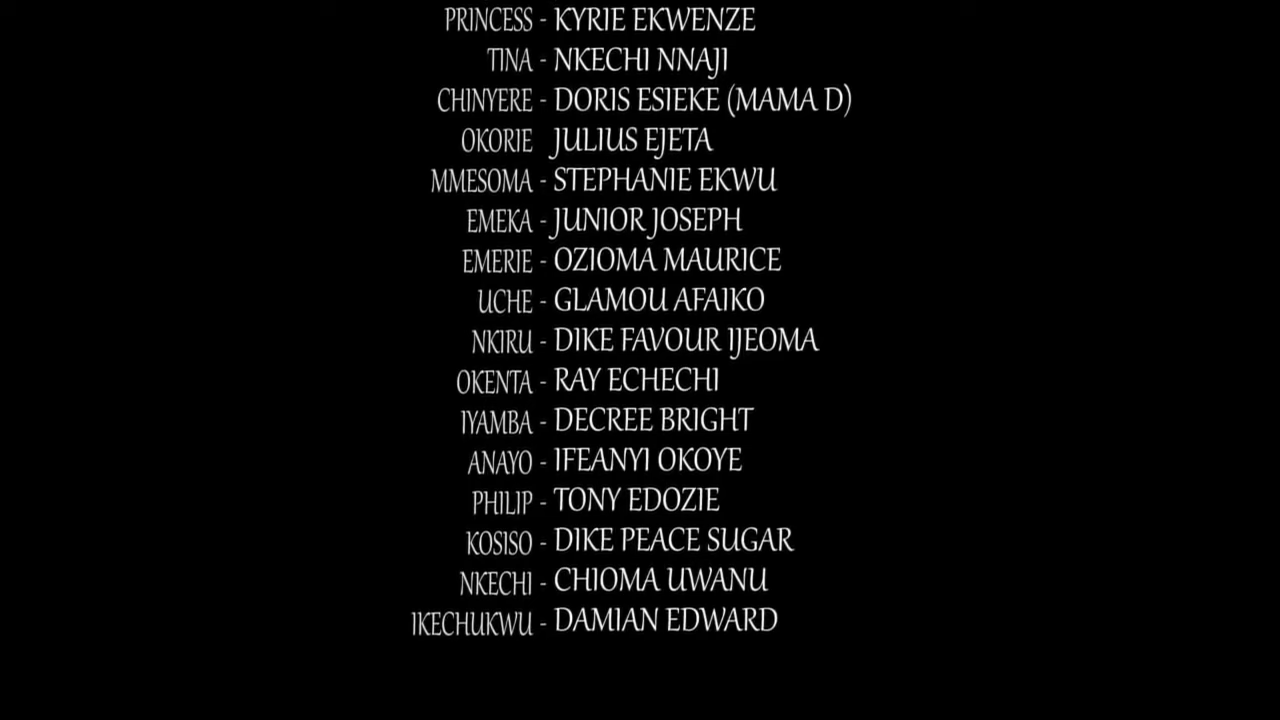 PRINCESS - KYRIE EKWENZE
TINA - NKECHI NNAJI
CHINYERE - DORIS ESIEKE (MAMA D)
OKORIE JULIUS EJETA
MMESOMA - STEPHANIE EKWU
EMEKA - JUNIOR JOSEPH
EMERIE - OZIOMA MAURICE
UCHE - GLAMOU AFAIKO
NKIRU - DIKE FAVOUR IJEOMA
OKENTA - RAY ECHECHI
IYAMBA - DECREE BRIGHT
ANAYO - IFEANYI OKOYE
PHILIP - TONY EDOZIE
KOSISO - DIKE PEACE SUGAR
NKECHI - CHIOMA UWANU
IKECHUKWU - DAMIAN EDWARD